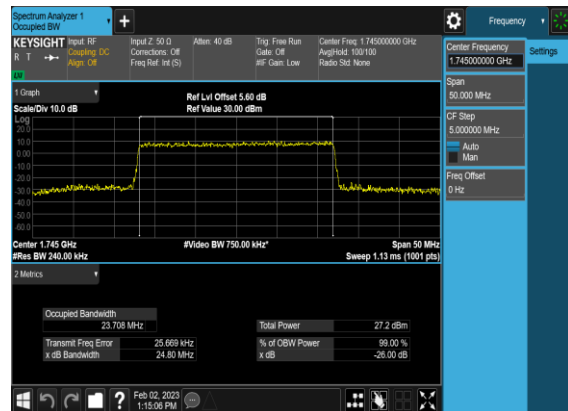 Spectrum Analyzer 1
Occupied BW
Frequency
KEYSIGHT
R T
LW
Input: RF
Coupling: DC
Align: Off
Input Z: 50 Ω
Corrections: Off
Freq Ref: Int (S)
Atten: 40 dB
Trig: Free Run
Gate: Off
#IF Gain: Low
Center Freq: 1.745000000 GHz
Avg|Hold: 100/100
Radio Std: None
Center Frequency
1.745000000 GHz
Settings
Span
50.000 MHz
CF Step
5.000000 MHz
Auto
Man
Freq Offset
0 Hz
1 Graph
Scale/Div 10.0 dB
Ref Lvl Offset 5.60 dB
Ref Value 30.00 dBm
Log
20.0
10.0
0.00
-10.0
-20.0
-30.0
-40.0
-50.0
-60.0
Center 1.745 GHz
#Video BW 750.00 kHz*
Span 50 MHz
#Res BW 240.00 kHz
Sweep 1.13 ms (1001 pts)
2 Metrics
Occupied Bandwidth
23.708 MHz
Total Power 27.2 dBm
Transmit Freq Error 25.669 kHz
% of OBW Power 99.00 %
x dB Bandwidth 24.80 MHz
x dB -26.00 dB
?
Feb 02, 2023
1:15:06 PM